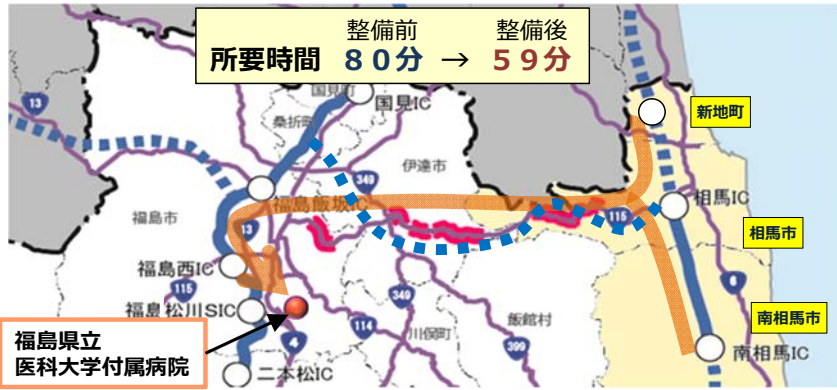 整備前 整備後
所要時間 80分 → 59分
13
国見町
国見IC
桑折町
新地町
伊達市
349
福島飯坂IC
相馬IC
福島市
13
115
相馬市
福島西IC
115
福島松川SIC
349
6
南相馬市
飯舘村
114
川俣町
福島県立
医科大学付属病院
4
399
南相馬IC
二本松IC